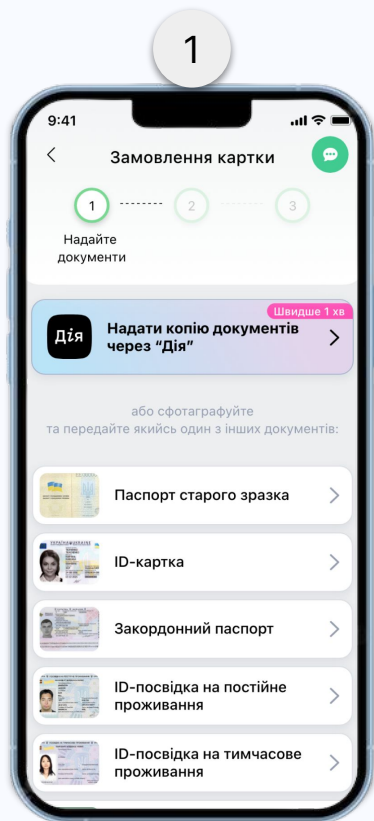 1
9:41
Замовлення картки
1
2
3
Надайте
документи
Швидше 1 хв
Дія
Надати копію документів
через “Дія”
або сфотаграфуйте
та передайте якийсь один з інших документів:
Паспорт старого зразка
ID-картка
Закордонний паспорт
ID-посвідка на постійне
проживання
ID-посвідка на тимчасове
проживання